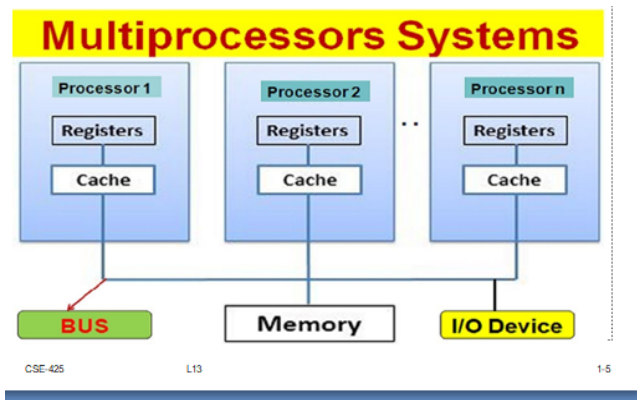 Multiprocessors Systems
Processor 1
Processor 2
Processor n
Registers
Registers
. .
Registers
Cache
Cache
Cache
BUS
Memory
I/O Device
CSE-425
L13
1-5